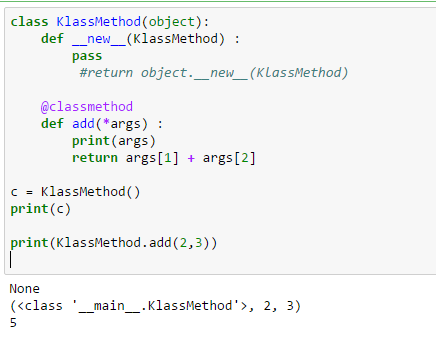 class KlassMethod(object):
    def __new__(KlassMethod) :
        pass
         #return object.__new__(KlassMethod)
    @classmethod
    def add(*args) :
        print(args)
        return args[1] + args[2]
c = KlassMethod()
print(c)
print(KlassMethod.add(2,3))
None
(<class '__main__.KlassMethod'>, 2, 3)
5